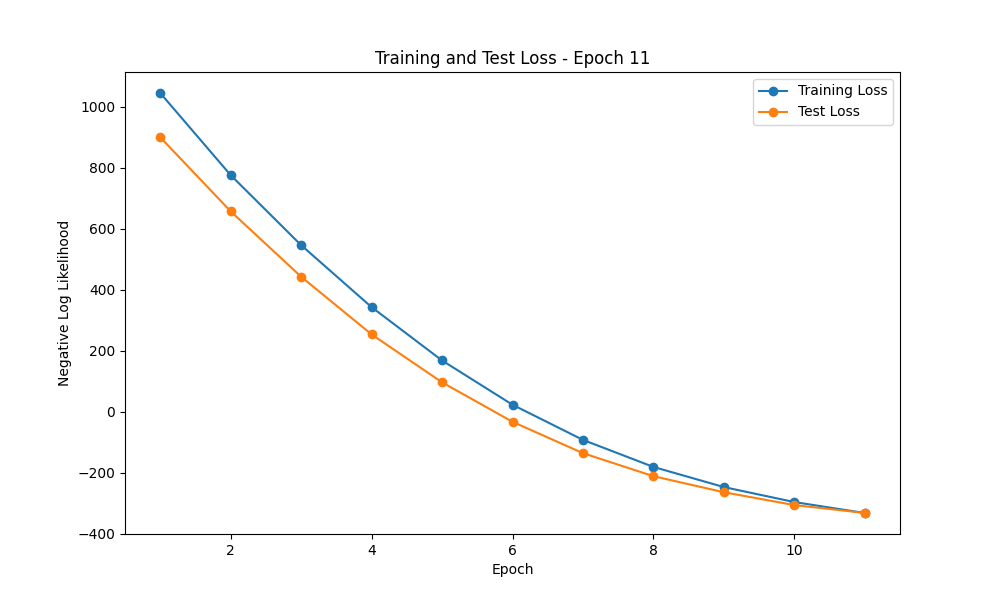 Training and Test Loss - Epoch 11
Training Loss
Test Loss
1000
800
600
400
200
0
−200
−400
Negative Log Likelihood
2
4
6
8
10
Epoch